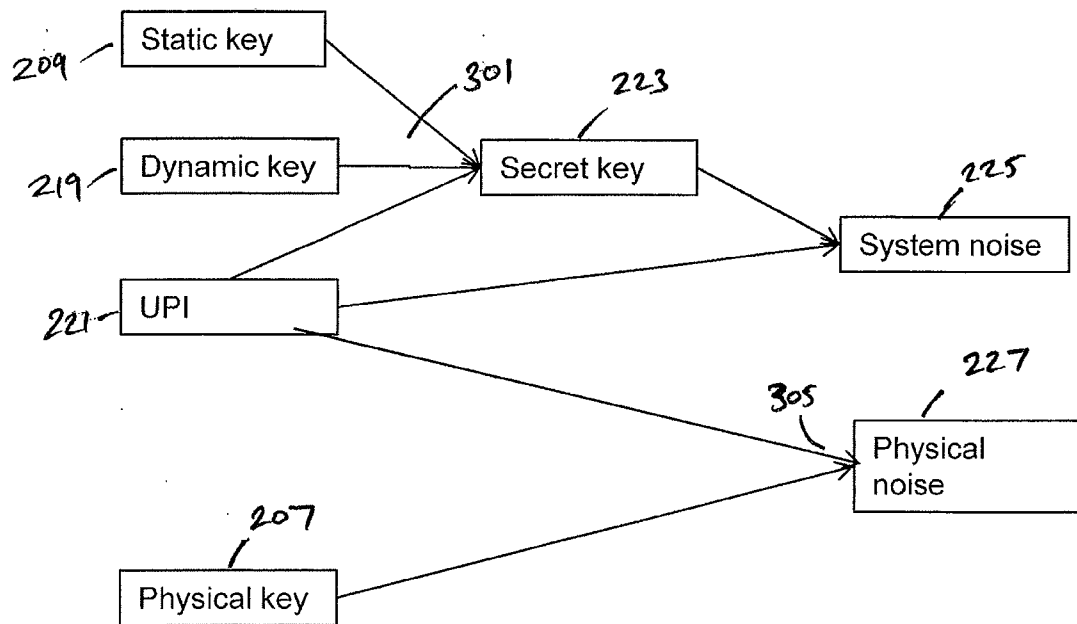 Static key
209
301
223
Dynamic key
219
Secret key
225
System noise
UPI
221
227
305
Physical
noise
207
Physical key